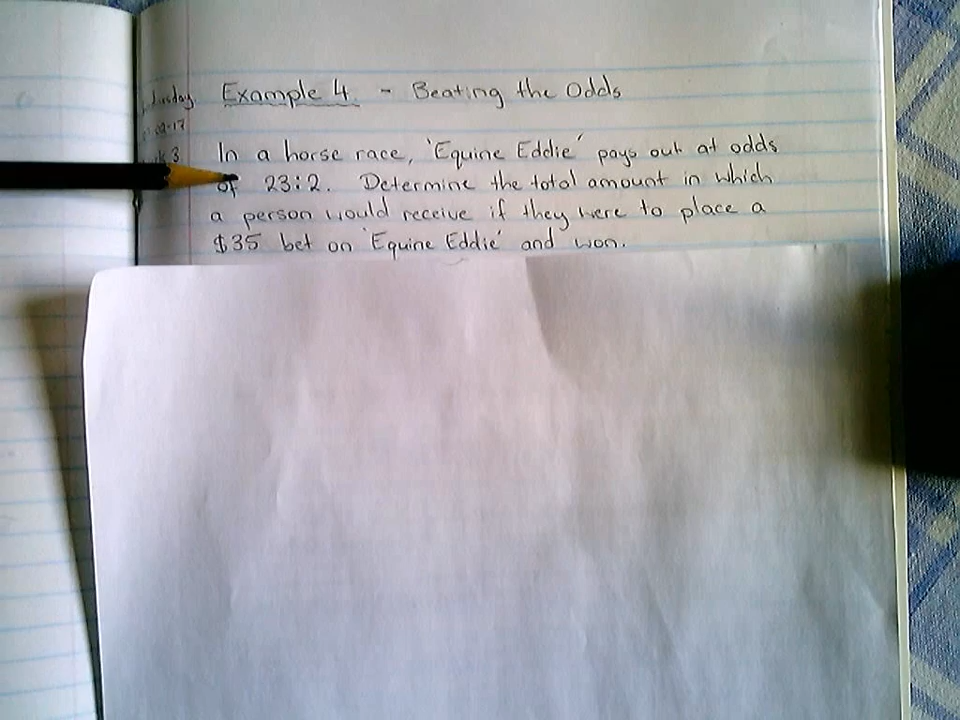 Example 4 - Beating the Odds
In a horse race, 'Equine Eddie' pays out at odds
of 23:2. Determine the total amount in which
a person would receive if they were to place a
$35 bet on 'Equine Eddie' and won.